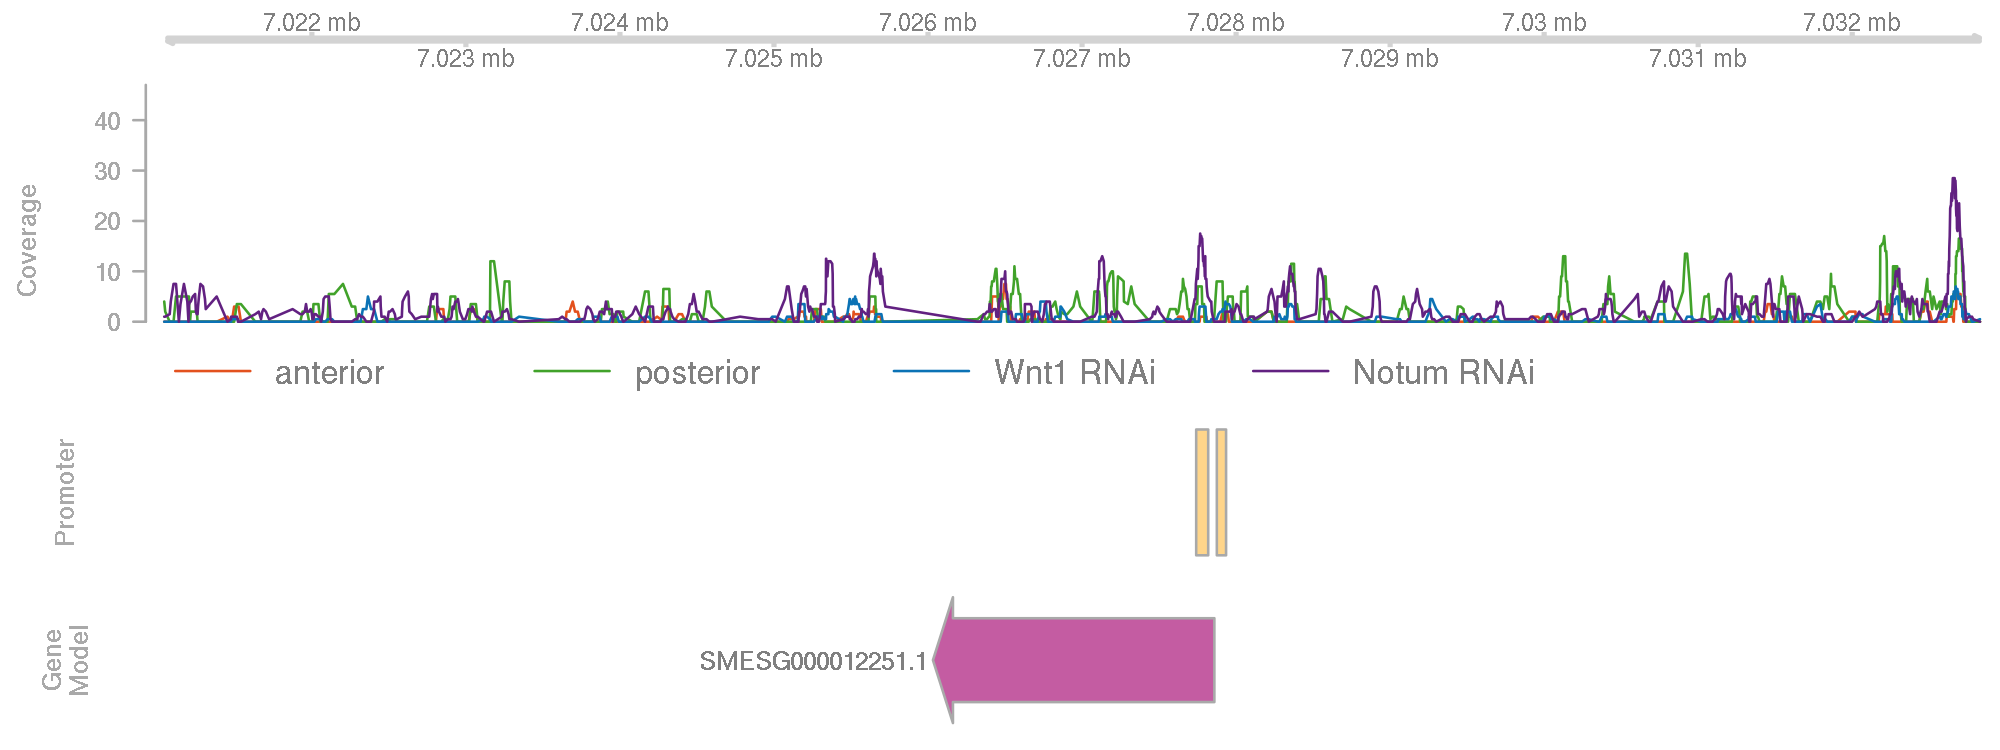 7.022 mb 7.024 mb 7.026 mb 7.028 mb 7.03 mb 7.032 mb
7.023 mb 7.025 mb 7.027 mb 7.029 mb 7.031 mb
Coverage
40
30
20
10
0
anterior posterior Wnt1 RNAi Notum RNAi
Promoter
Gene
Model
SMESG000012251.1